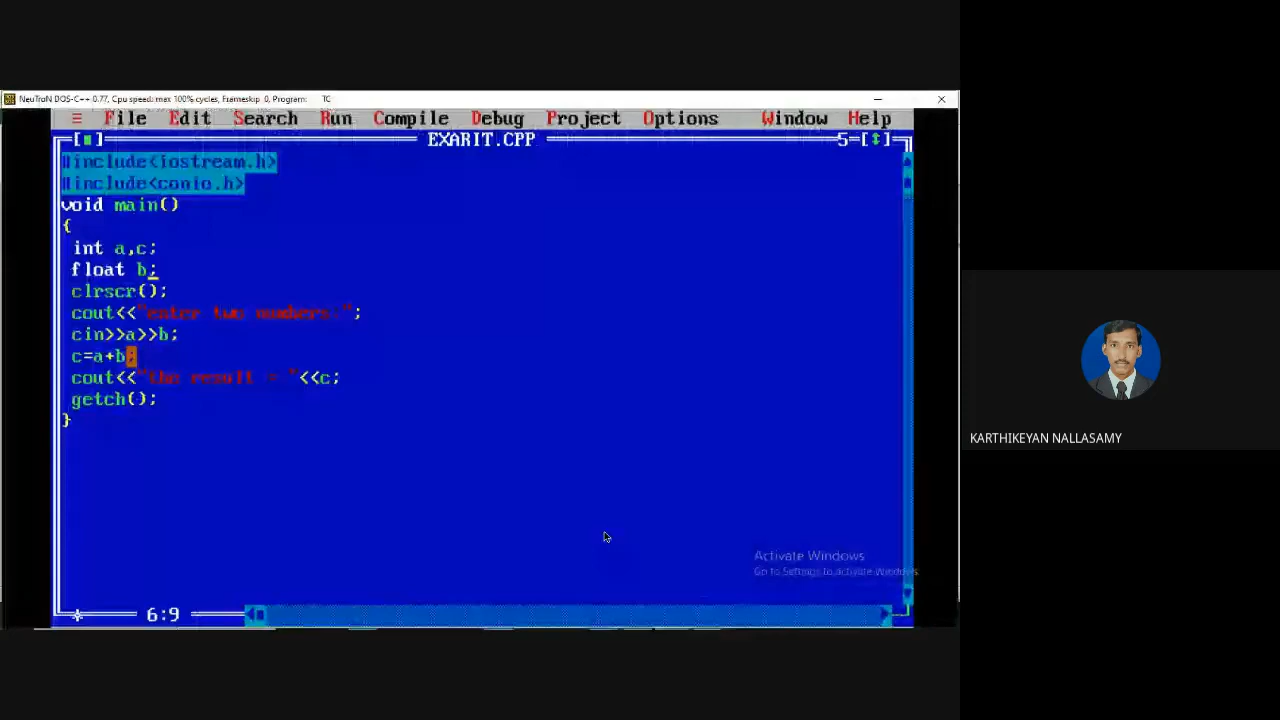 NeuTroN DOS-C++ 0.77, Cpu speed: max 100% cycles, Frameskip 0, Program: TC
≡ File Edit Search Run Compile Debug Project Options Window Help
[■] EXARIT.CPP 5=[↕]
#include<iostream.h>
#include<conio.h>
void main()
{
int a,c;
float b;
clrscr();
cout<<"enter two numbers:";
cin>>a>>b;
c=a+b;
cout<<"the result = "<<c;
getch();
}
KARTHIKEYAN NALLASAMY
Activate Windows
Go to Settings to activate Windows.
6:9